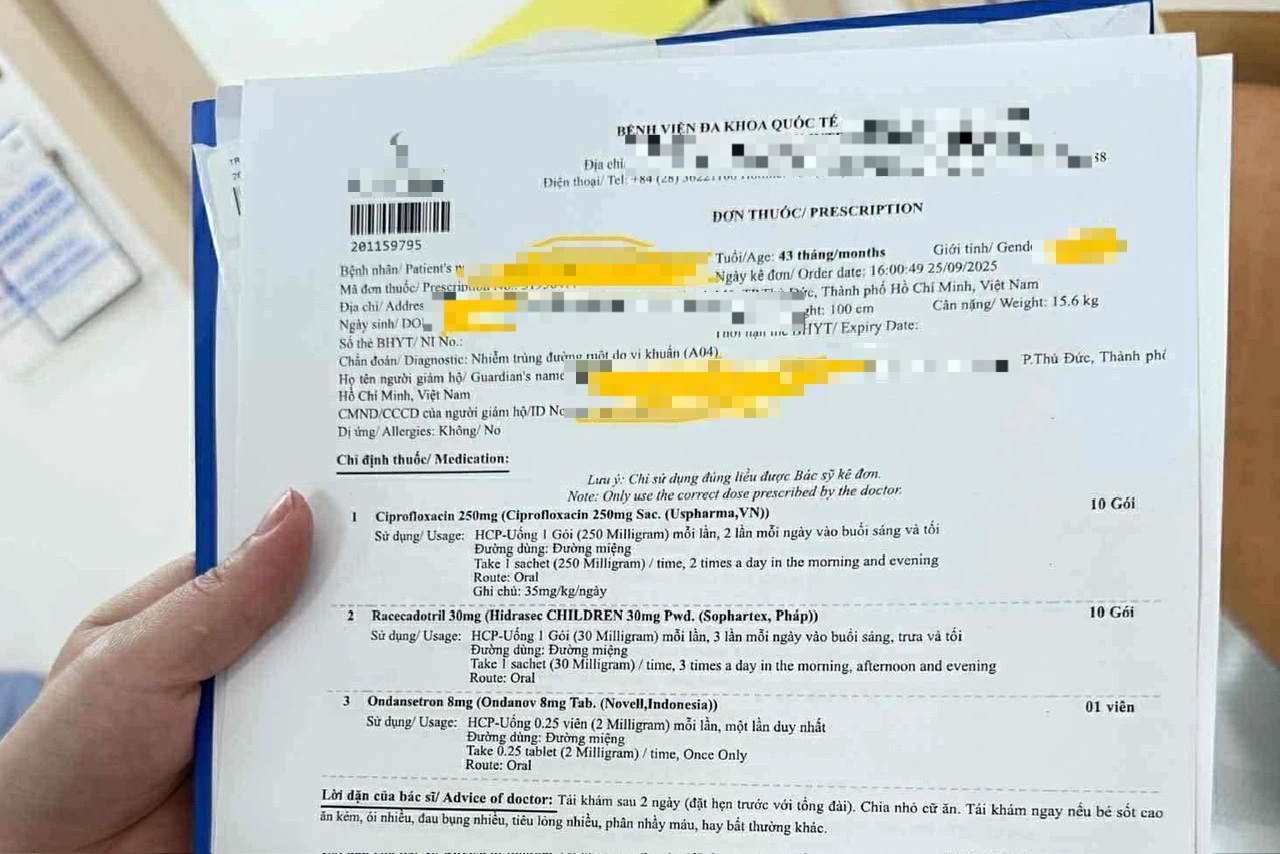 BỆNH VIỆN ĐA KHOA QUỐC TẾ
Địa chỉ
Điện thoại/ Tel: +84 (28)
201159795
ĐƠN THUỐC/ PRESCRIPTION
Bệnh nhân/ Patient's
Tuổi/Age: 43 tháng/months
Giới tính/
Mã đơn thuốc/
Ngày kê đơn/ Order date: 16:00:49 25/09/2025
Địa chỉ/
Đức, Thành phố Hồ Chí Minh, Việt Nam
Ngày sinh/
100 cm
Cân nặng/ Weight: 15.6 kg
Số thẻ BHYT/ NI No.:
BHYT/ Expiry Date:
Chẩn đoán/ Diagnostic: Nhiễm trùng đường ruột do vi khuẩn (A04)
Họ tên người giám hộ/ Guardian's name
P.Thủ Đức, Thành phố
Hồ Chí Minh, Việt Nam
CMND/CCCD của người giám hộ/ID No
Dị ứng/ Allergies: Không/ No
Chỉ định thuốc/ Medication:
Lưu ý: Chỉ sử dụng đúng liều được Bác sỹ kê đơn.
Note: Only use the correct dose prescribed by the doctor.
1 Ciprofloxacin 250mg (Ciprofloxacin 250mg Sac. (Uspharma,VN)) 10 Gói
Sử dụng/ Usage: HCP-Uống 1 Gói (250 Milligram) mỗi lần, 2 lần mỗi ngày vào buổi sáng và tối
Đường dùng: Đường miệng
Take 1 sachet (250 Milligram) / time, 2 times a day in the morning and evening
Route: Oral
Ghi chú: 35mg/kg/ngày
2 Racecadotril 30mg (Hidrasec CHILDREN 30mg Pwd. (Sophartex, Pháp)) 10 Gói
Sử dụng/ Usage: HCP-Uống 1 Gói (30 Milligram) mỗi lần, 3 lần mỗi ngày vào buổi sáng, trưa và tối
Đường dùng: Đường miệng
Take 1 sachet (30 Milligram) / time, 3 times a day in the morning, afternoon and evening
Route: Oral
3 Ondansetron 8mg (Ondanov 8mg Tab. (Novell,Indonesia)) 01 viên
Sử dụng/ Usage: HCP-Uống 0.25 viên (2 Milligram) mỗi lần, một lần duy nhất
Đường dùng: Đường miệng
Take 0.25 tablet (2 Milligram) / time, Once Only
Route: Oral
Lời dặn của bác sĩ/ Advice of doctor: Tái khám sau 2 ngày (đặt hẹn trước với tổng đài). Chia nhỏ cữ ăn. Tái khám ngay nếu bé sốt cao
ăn kém, ói nhiều, đau bụng nhiều, tiêu lỏng nhiều, phân nhầy máu, hay bất thường khác.